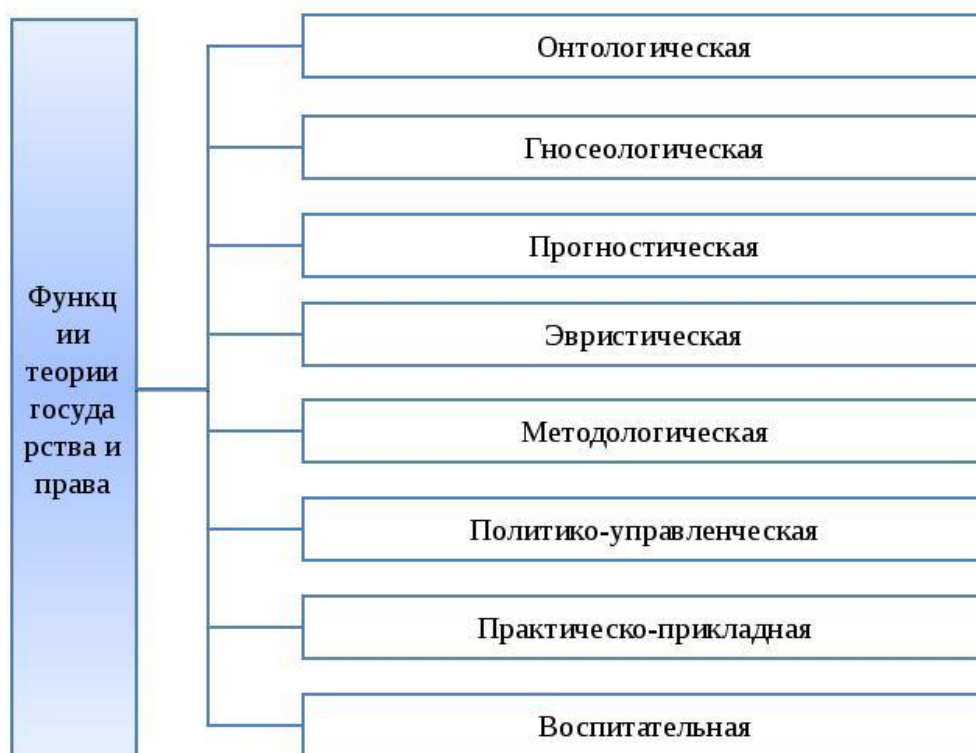 Функц
ии
теории
госуда
рства и
права
Онтологическая
Гносеологическая
Прогностическая
Эвристическая
Методологическая
Политико-управленческая
Практическо-прикладная
Воспитательная